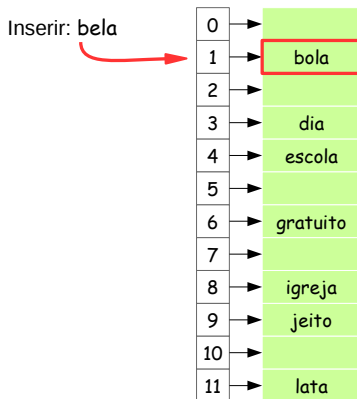 Inserir: bela
0
1 bola
2
3 dia
4 escola
5
6 gratuito
7
8 igreja
9 jeito
10
11 lata